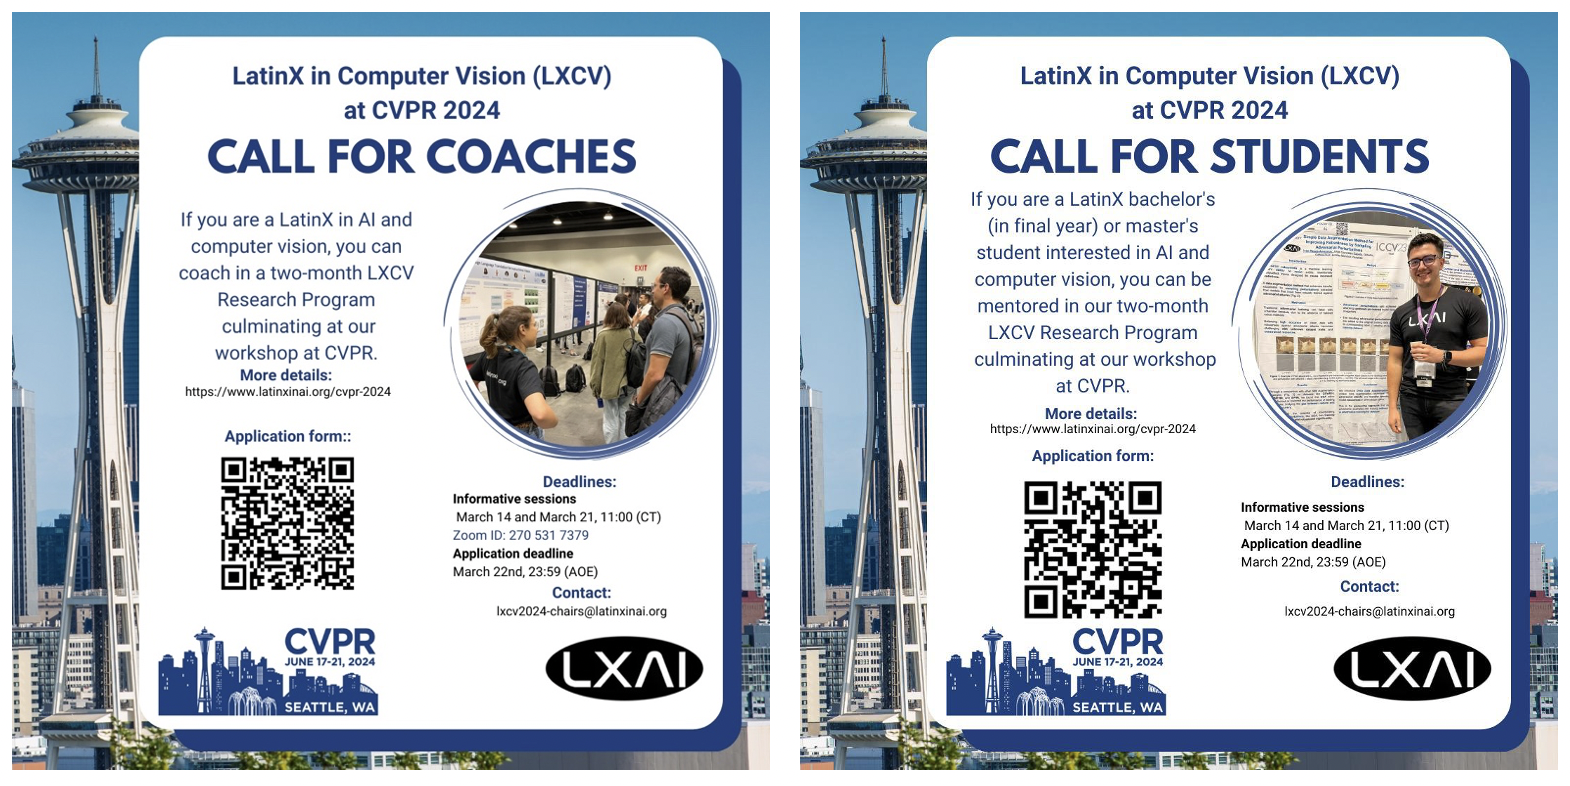 LatinX in Computer Vision (LXCV)
at CVPR 2024
CALL FOR COACHES
If you are a LatinX in AI and
computer vision, you can
coach in a two-month LXCV
Research Program
culminating at our
workshop at CVPR.
More details:
https://www.latinxinai.org/cvpr-2024
Application form::
EXIT
Deadlines:
Informative sessions
March 14 and March 21, 11:00 (CT)
Zoom ID: 270 531 7379
Application deadline
March 22nd, 23:59 (AOE)
Contact:
lxcv2024-chairs@latinxinai.org
CVPR
JUNE 17-21, 2024
SEATTLE, WA
LXAI
LatinX in Computer Vision (LXCV)
at CVPR 2024
CALL FOR STUDENTS
If you are a LatinX bachelor's
(in final year) or master's
student interested in AI and
computer vision, you can be
mentored in our two-month
LXCV Research Program
culminating at our workshop
at CVPR.
More details:
https://www.latinxinai.org/cvpr-2024
Application form:
ICCV23
LXAI
Deadlines:
Informative sessions
March 14 and March 21, 11:00 (CT)
Application deadline
March 22nd, 23:59 (AOE)
Contact:
lxcv2024-chairs@latinxinai.org
CVPR
JUNE 17-21, 2024
SEATTLE, WA
LXAI